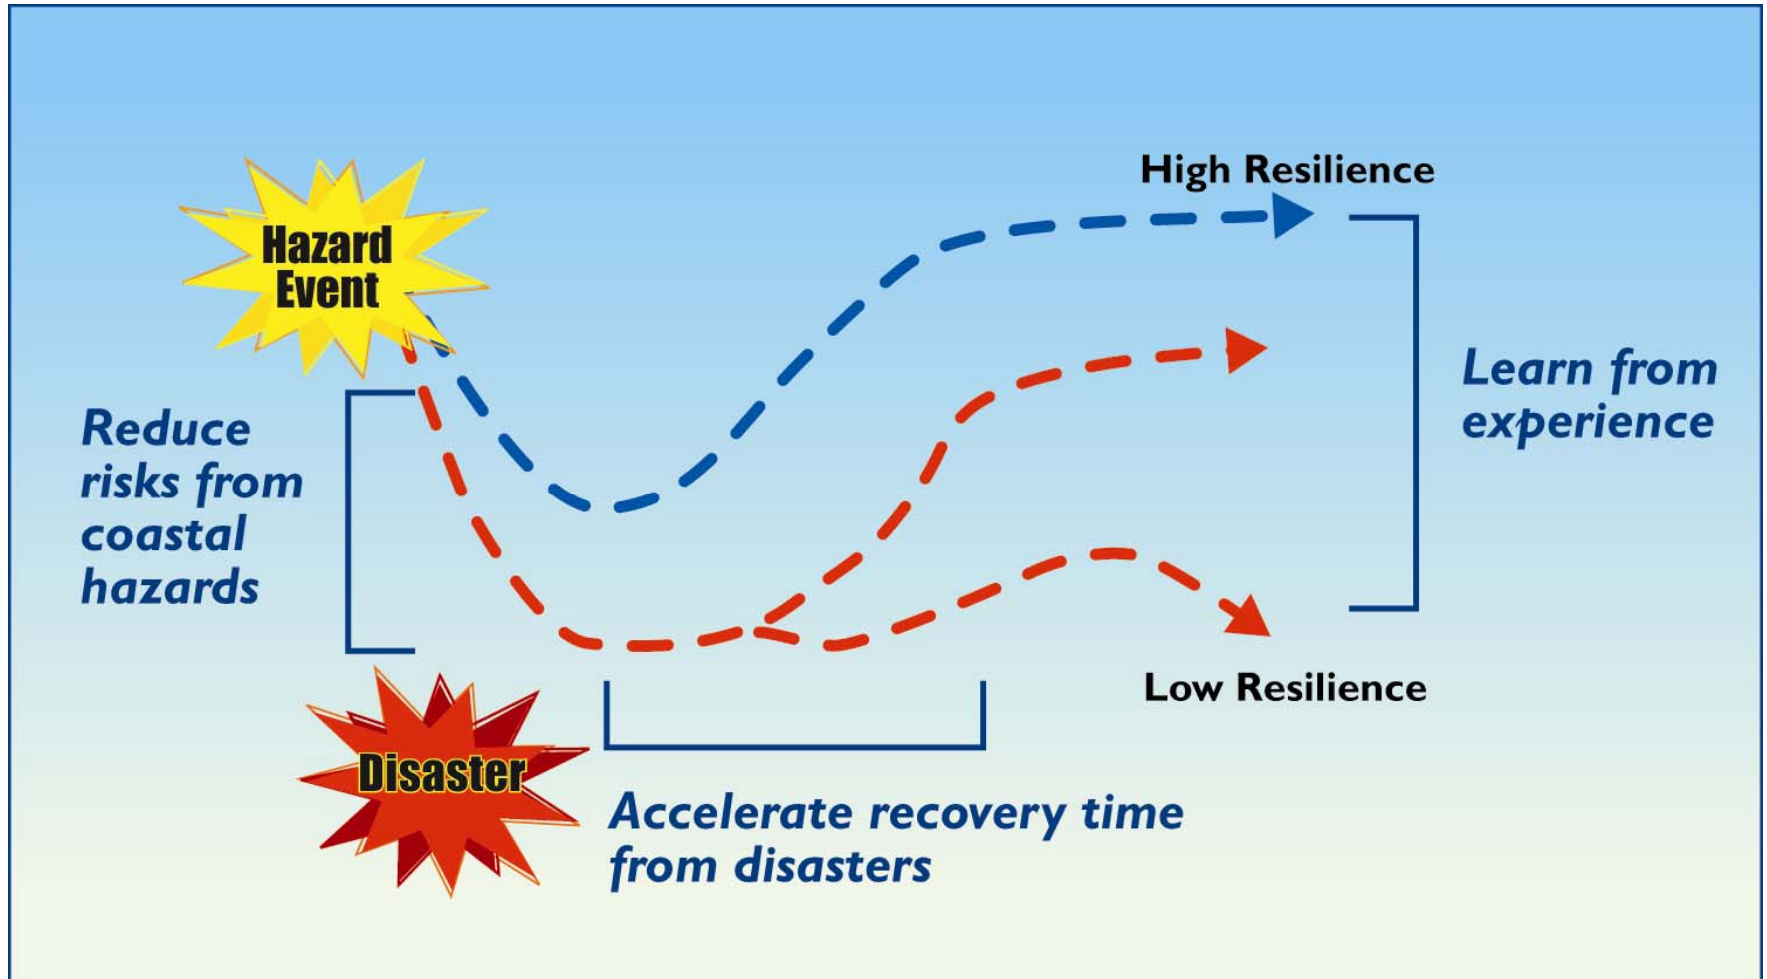 High Resilience
Hazard
Event
Learn from
experience
Reduce
risks from
coastal
hazards
Low Resilience
Disaster
Accelerate recovery time
from disasters